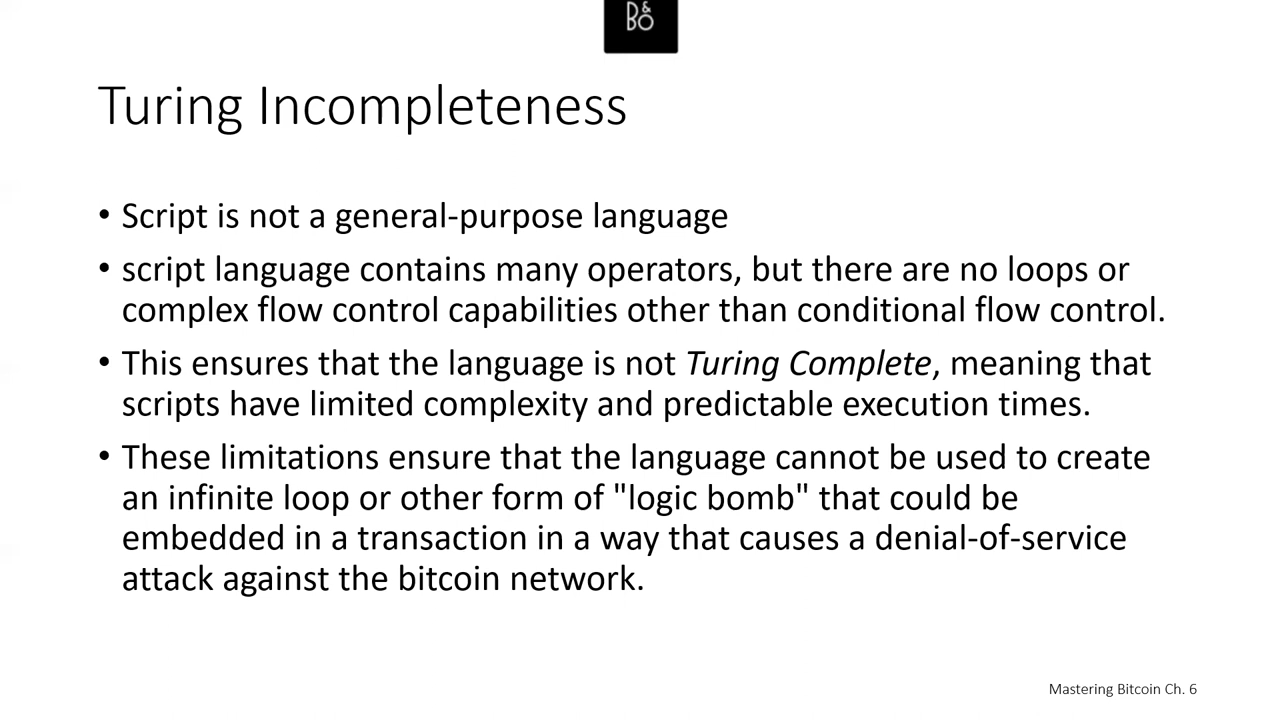 B&O
Turing Incompleteness
• Script is not a general-purpose language
• script language contains many operators, but there are no loops or
complex flow control capabilities other than conditional flow control.
• This ensures that the language is not Turing Complete, meaning that
scripts have limited complexity and predictable execution times.
• These limitations ensure that the language cannot be used to create
an infinite loop or other form of "logic bomb" that could be
embedded in a transaction in a way that causes a denial-of-service
attack against the bitcoin network.
Mastering Bitcoin Ch. 6